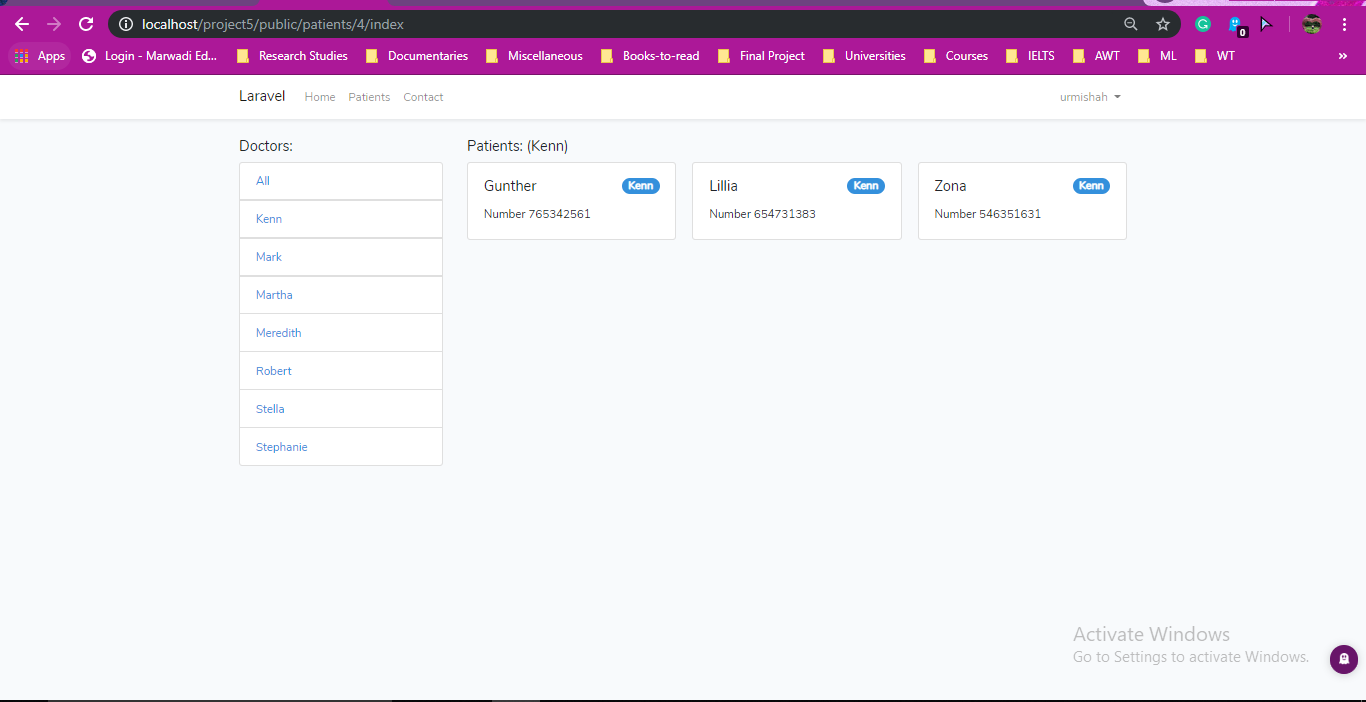 localhost/project5/public/patients/4/index
0
Apps Login - Marwadi Ed... Research Studies Documentaries Miscellaneous Books-to-read Final Project Universities Courses IELTS AWT ML WT »
Laravel Home Patients Contact urmishah
Doctors:
All
Kenn
Mark
Martha
Meredith
Robert
Stella
Stephanie
Patients: (Kenn)
Gunther Kenn
Number 765342561
Lillia Kenn
Number 654731383
Zona Kenn
Number 546351631
Activate Windows
Go to Settings to activate Windows.